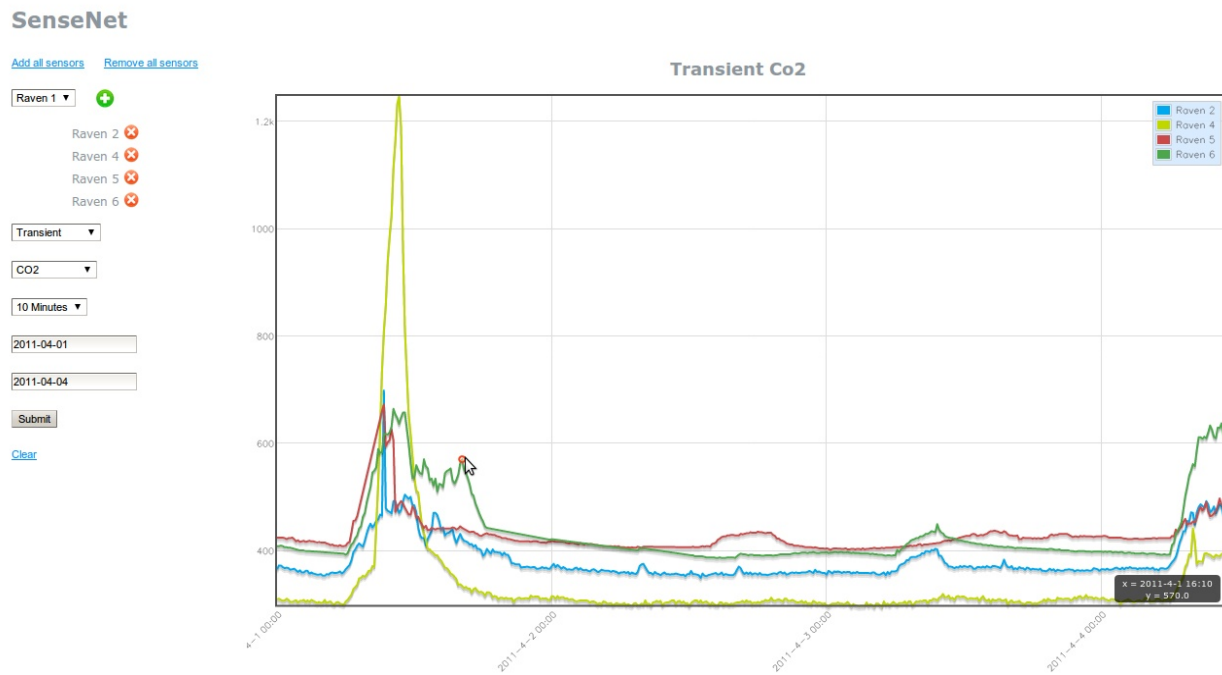 SenseNet
Add all sensors Remove all sensors
Raven 1
Raven 2
Raven 4
Raven 5
Raven 6
Transient
CO2
10 Minutes
2011-04-01
2011-04-04
Submit
Clear
Transient Co2
1.2k
1000
800
600
400
Raven 2
Raven 4
Raven 5
Raven 6
x = 2011-4-1 16:10
y = 570.0
4-1 00:00
2011-4-2 00:00
2011-4-3 00:00
2011-4-4 00:00